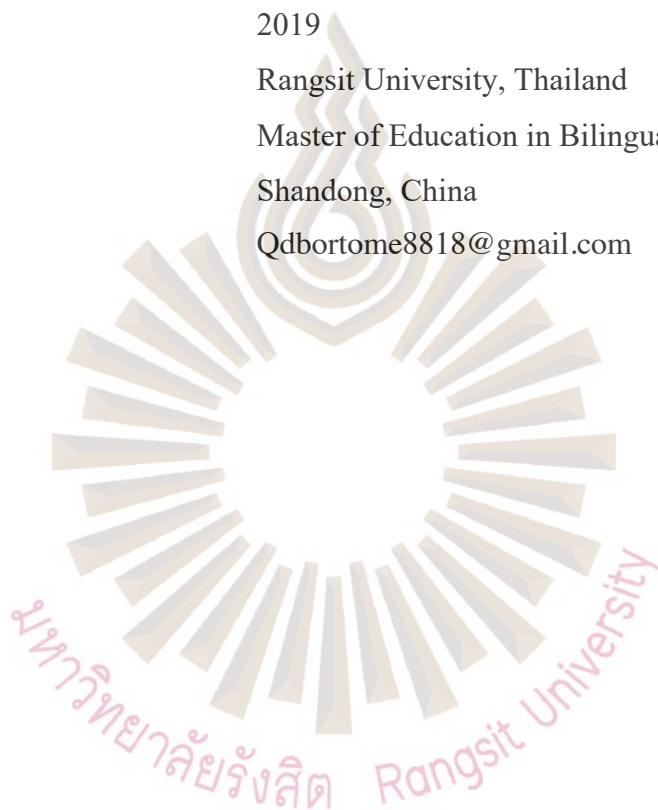 2019
Rangsit University, Thailand
Master of Education in Bilingua
Shandong, China
Qdbortome8818@gmail.com
มหาวิทยาลัยรังสิต Rangsit University